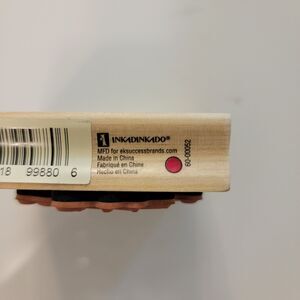 INKADINKADO®
MFD for eksuccessbrands.com
Made in China
Fabriqué en Chine
Hecho en China
60-00052
18 99880 6